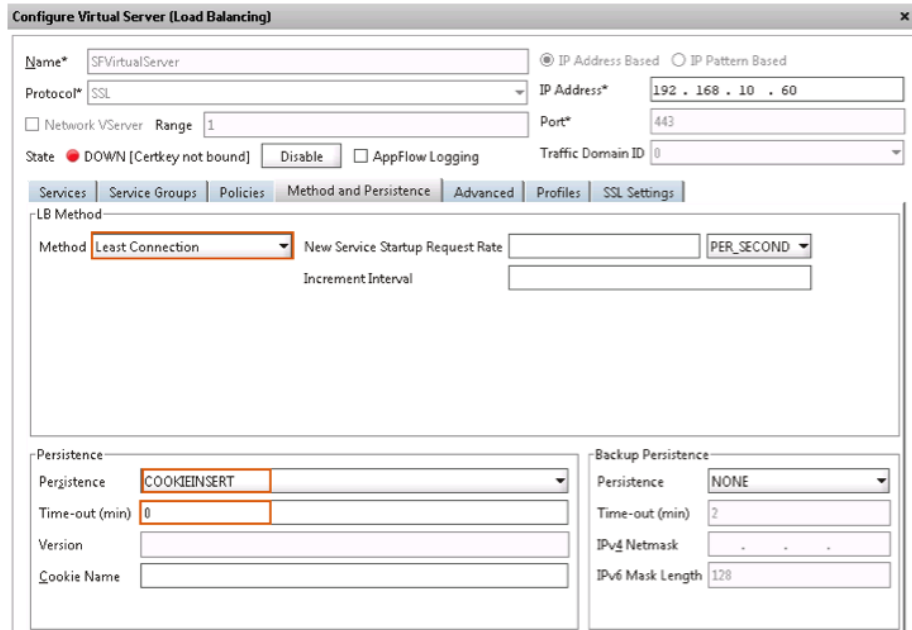 Configure Virtual Server (Load Balancing) ×
Name* SFVirtualServer IP Address Based IP Pattern Based
Protocol* SSL IP Address* 192 . 168 . 10 . 60
Network VServer Range 1 Port* 443
State DOWN [Certkey not bound] Disable AppFlow Logging Traffic Domain ID 0
Services Service Groups Policies Method and Persistence Advanced Profiles SSL Settings
LB Method
Method Least Connection New Service Startup Request Rate PER_SECOND
Increment Interval
Persistence Backup Persistence
Persistence COOKIEINSERT Persistence NONE
Time-out (min) 0 Time-out (min) 2
Version IPv4 Netmask . . .
Cookie Name IPv6 Mask Length 128